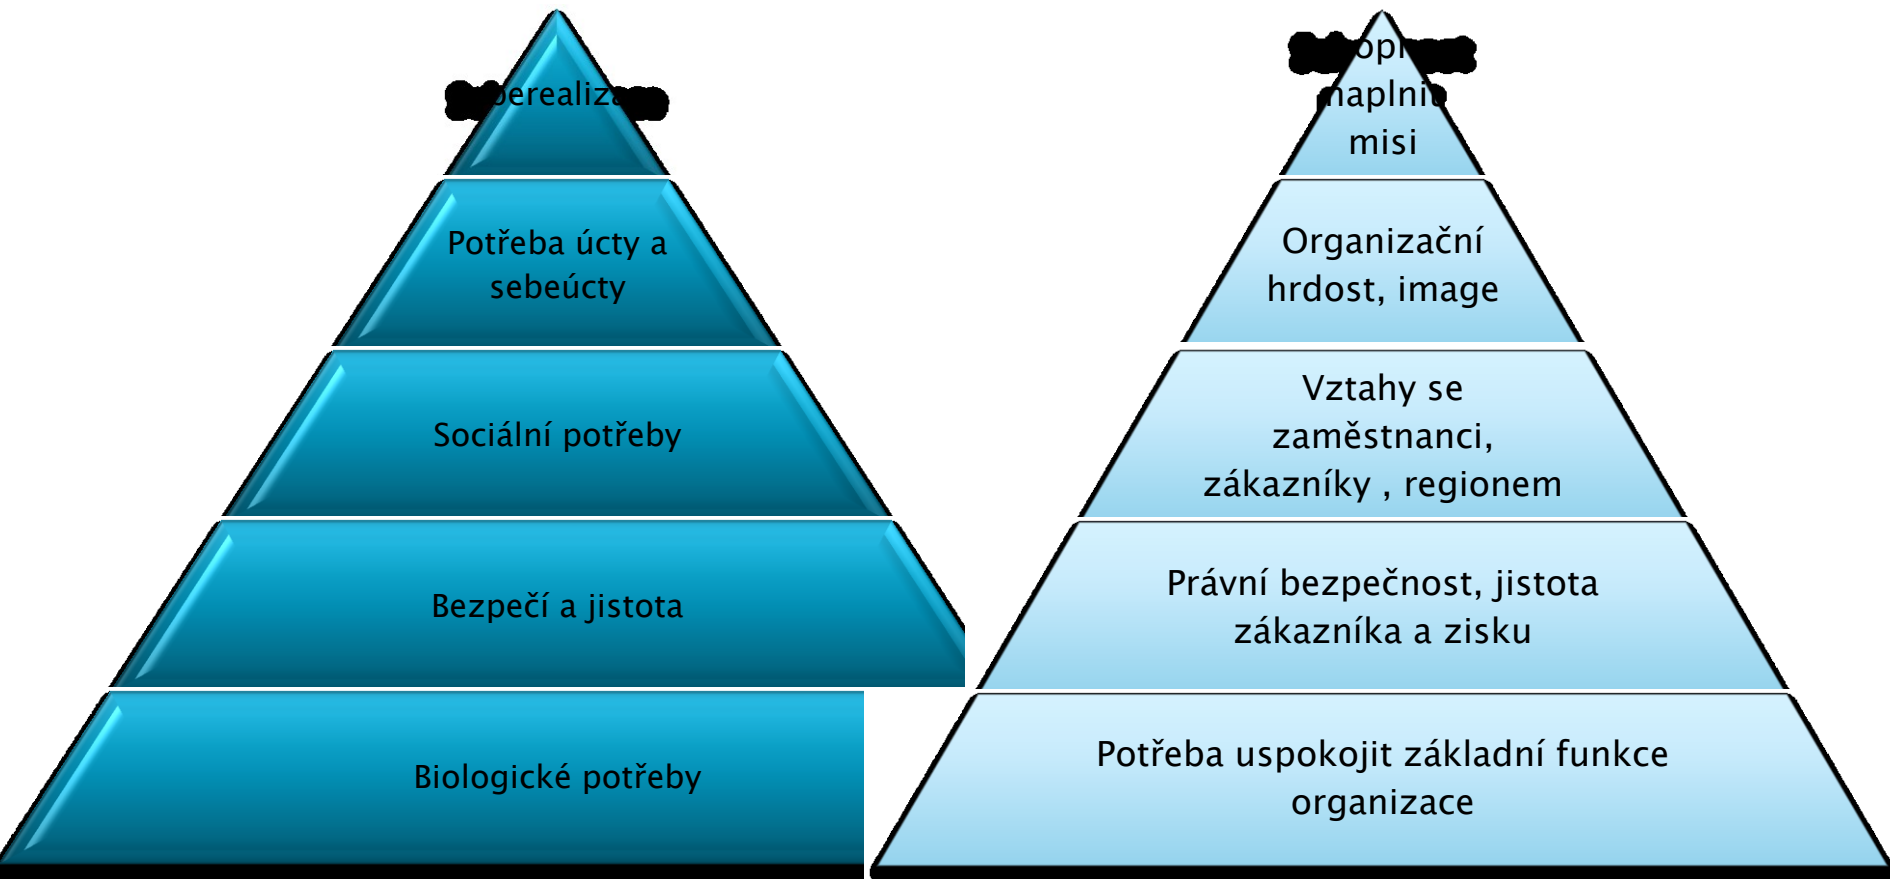 Potřeba úcty a
sebeúcty
Sociální potřeby
Bezpečí a jistota
Biologické potřeby
naplnit
misi
Organizační
hrdost, image
Vztahy se
zaměstnanci,
zákazníky , regionem
Právní bezpečnost, jistota
zákazníka a zisku
Potřeba uspokojit základní funkce
organizace